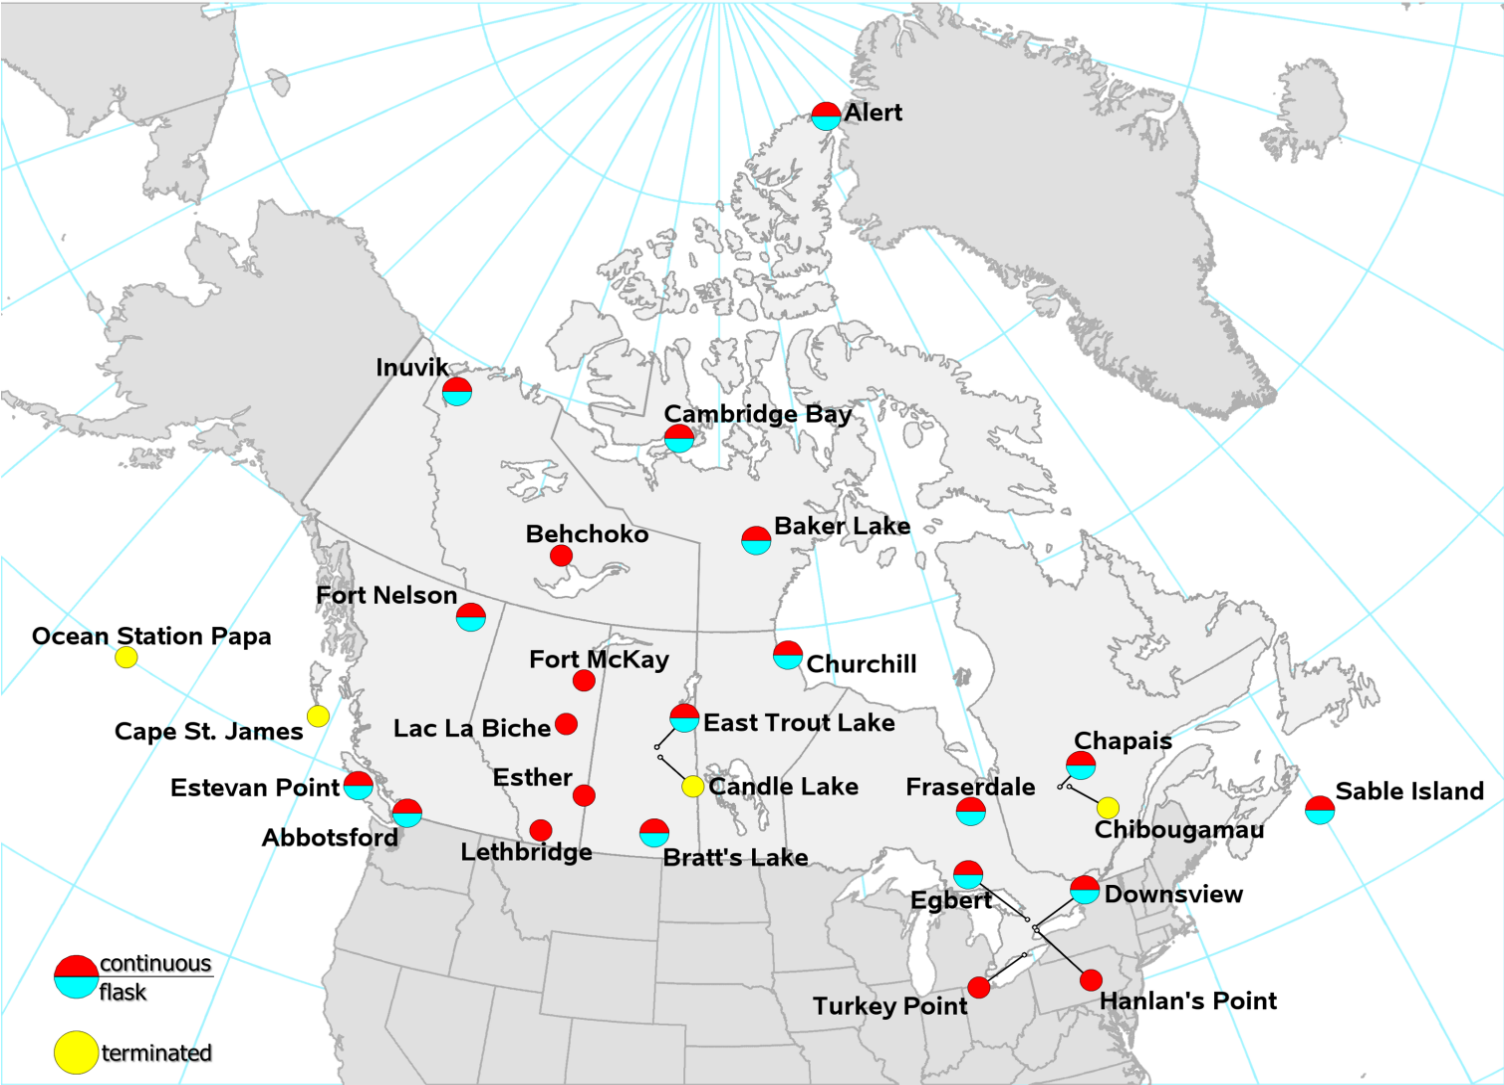 Alert
Inuvik
Cambridge Bay
Baker Lake
Behchoko
Fort Nelson
Ocean Station Papa
Fort McKay
Churchill
Cape St. James
Lac La Biche
East Trout Lake
Chapais
Estevan Point
Esther
Candle Lake
Fraserdale
Sable Island
Abbotsford
Lethbridge
Bratt's Lake
Chibougamau
Egbert
Downsview
continuous
flask
Turkey Point
Hanlan's Point
terminated